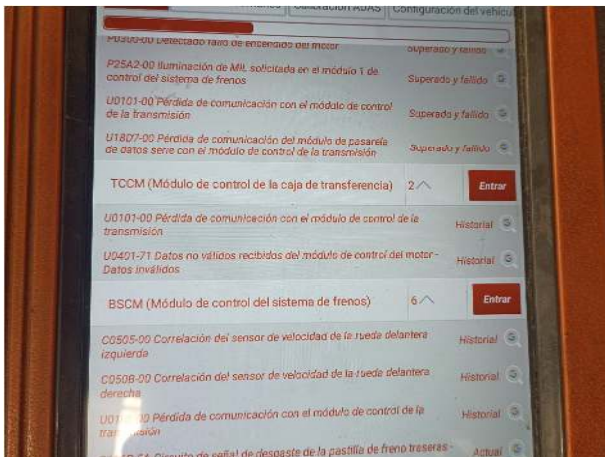 Calibración ADAS
Configuración del vehícu
P0300-00 Detectado fallo de encendido del motor
Superado y fallido
P25A2-00 Iluminación de MIL solicitada en el módulo 1 de
control del sistema de frenos
Superado y fallido
U0101-00 Pérdida de comunicación con el módulo de control
de la transmisión
Superado y fallido
U18D7-00 Pérdida de comunicación del módulo de pasarela
de datos serie con el módulo de control de la transmisión
Superado y fallido
TCCM (Módulo de control de la caja de transferencia) 2 Entrar
U0101-00 Pérdida de comunicación con el módulo de control de la
transmisión
Historial
U0401-71 Datos no válidos recibidos del módulo de control del motor -
Datos inválidos
Historial
BSCM (Módulo de control del sistema de frenos) 6 Entrar
C0505-00 Correlación del sensor de velocidad de la rueda delantera
izquierda
Historial
C050B-00 Correlación del sensor de velocidad de la rueda delantera
derecha
Historial
Pérdida de comunicación con el módulo de control de la
Historial
Circuito de señal de desgaste de la pastilla de freno traseras -
Actual